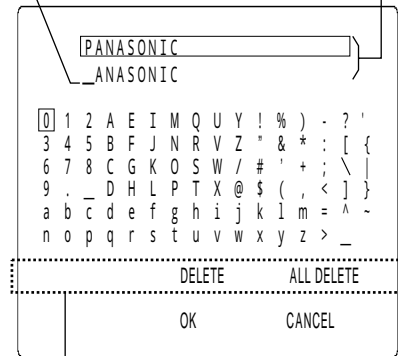 PANASONIC
_ANASONIC
0 1 2 A E I M Q U Y ! % ) - ? '
3 4 5 B F J N R V Z " & * : [ {
6 7 8 C G K O S W / # ' + ; \ |
9 . _ D H L P T X @ $ ( , < ] }
a b c d e f g h i j k l m = ^ ~
n o p q r s t u v w x y z > _
DELETE ALL DELETE
OK CANCEL